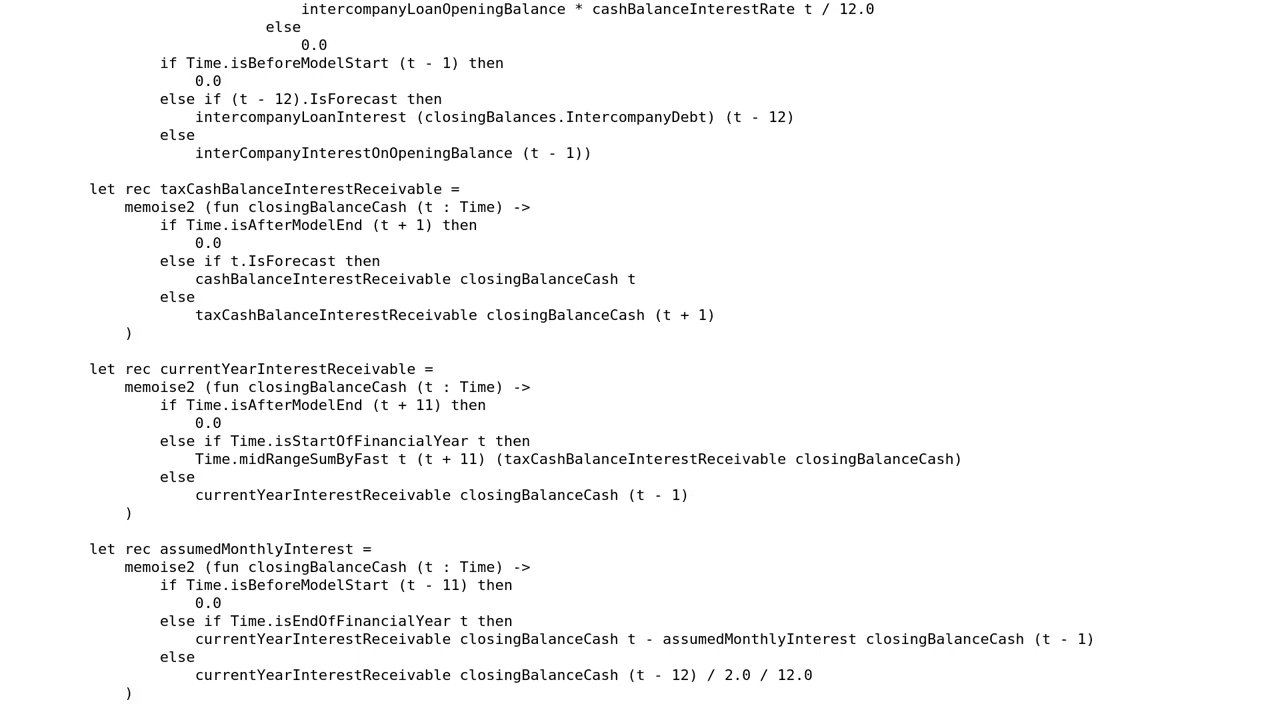 intercompanyLoanOpeningBalance * cashBalanceInterestRate t / 12.0
else
0.0
if Time.isBeforeModelStart (t - 1) then
0.0
else if (t - 12).IsForecast then
intercompanyLoanInterest (closingBalances.IntercompanyDebt) (t - 12)
else
interCompanyInterestOnOpeningBalance (t - 1))
let rec taxCashBalanceInterestReceivable =
memoise2 (fun closingBalanceCash (t : Time) ->
if Time.isAfterModelEnd (t + 1) then
0.0
else if t.IsForecast then
cashBalanceInterestReceivable closingBalanceCash t
else
taxCashBalanceInterestReceivable closingBalanceCash (t + 1)
)
let rec currentYearInterestReceivable =
memoise2 (fun closingBalanceCash (t : Time) ->
if Time.isAfterModelEnd (t + 11) then
0.0
else if Time.isStartOfFinancialYear t then
Time.midRangeSumByFast t (t + 11) (taxCashBalanceInterestReceivable closingBalanceCash)
else
currentYearInterestReceivable closingBalanceCash (t - 1)
)
let rec assumedMonthlyInterest =
memoise2 (fun closingBalanceCash (t : Time) ->
if Time.isBeforeModelStart (t - 11) then
0.0
else if Time.isEndOfFinancialYear t then
currentYearInterestReceivable closingBalanceCash t - assumedMonthlyInterest closingBalanceCash (t - 1)
else
currentYearInterestReceivable closingBalanceCash (t - 12) / 2.0 / 12.0
)